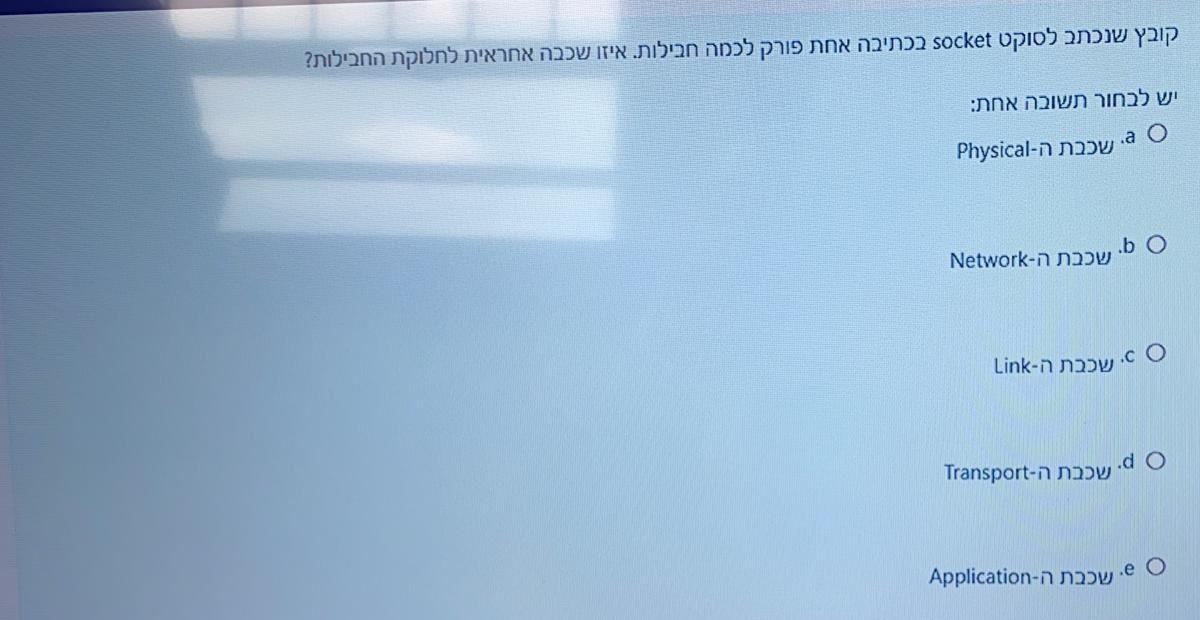 קובץ שנכתב לסוקט socket בכתיבה אחת פורק לכמה חבילות. איזו שכבה אחראית לחלוקת החבילות?
יש לבחור תשובה אחת:
a. שכבת ה-Physical
b. שכבת ה-Network
c. שכבת ה-Link
d. שכבת ה-Transport
e. שכבת ה-Application